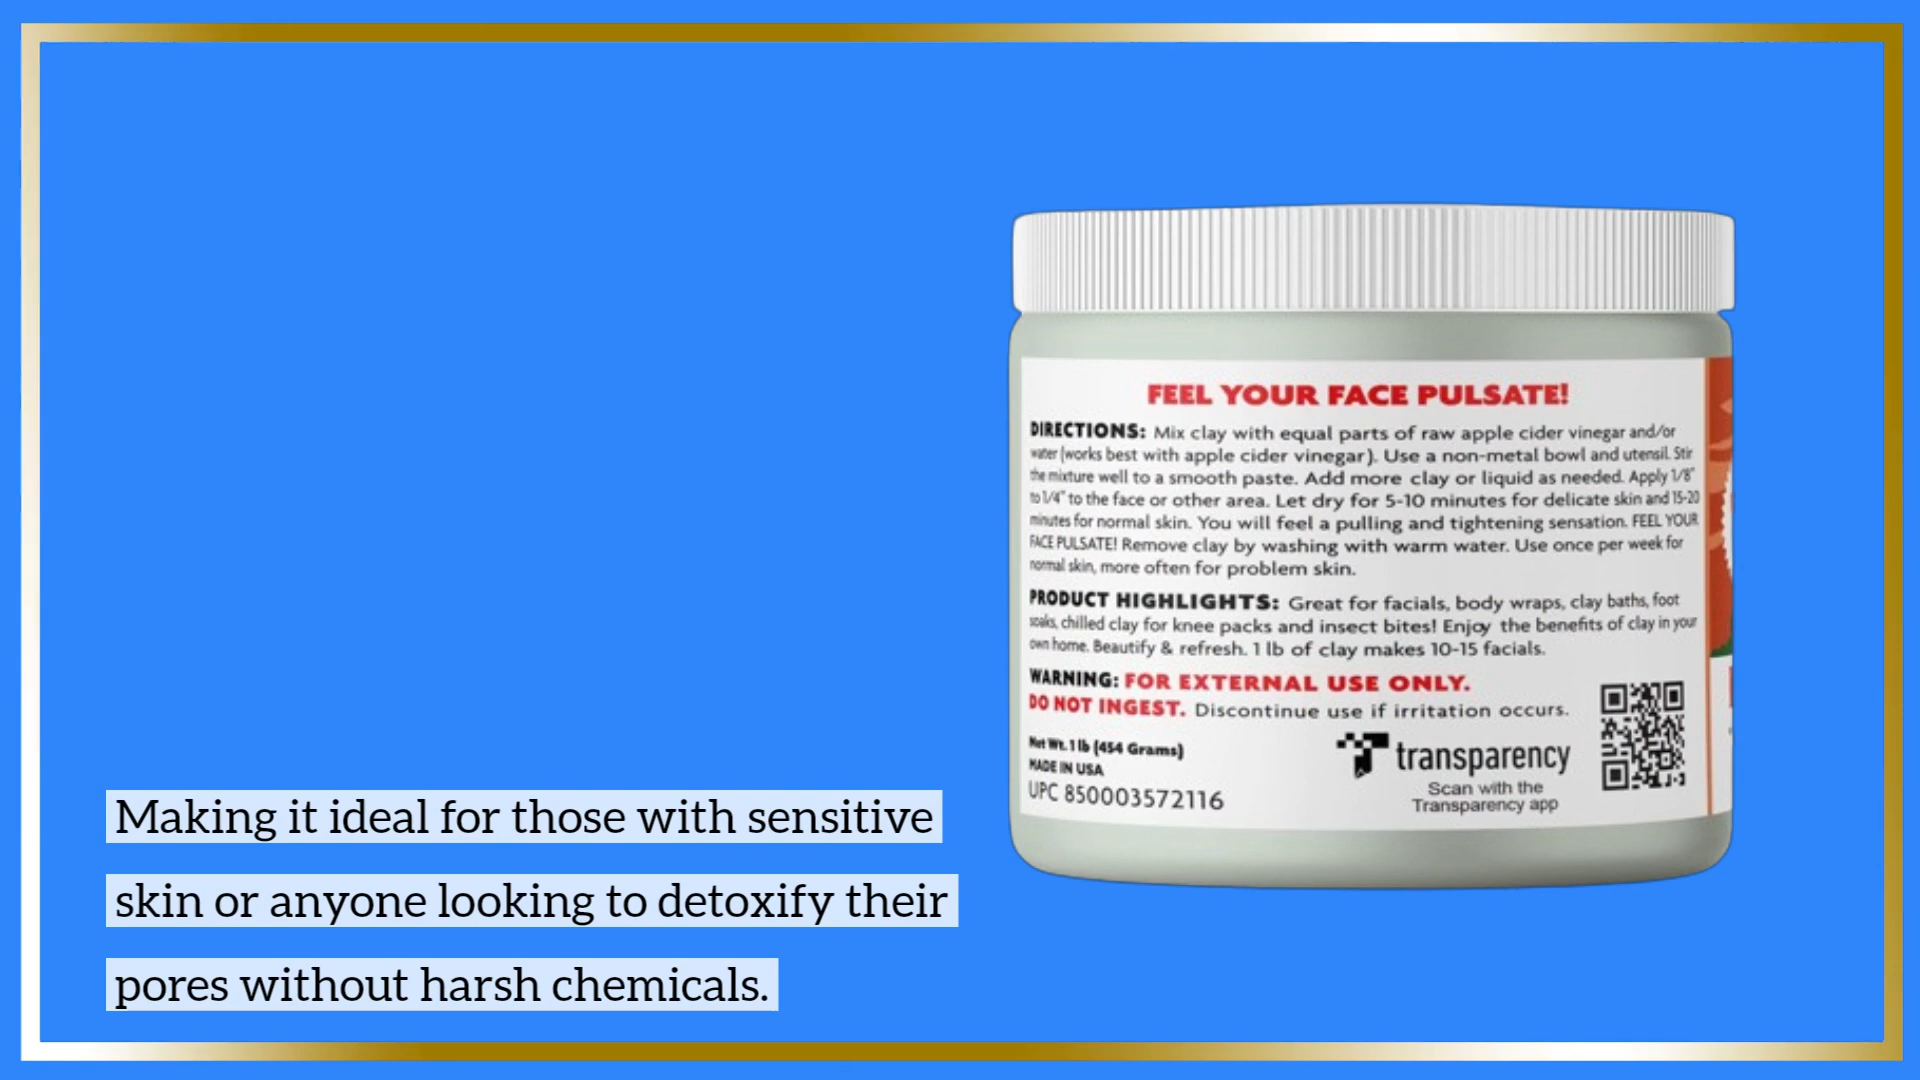 FEEL YOUR FACE PULSATE!
DIRECTIONS: Mix clay with equal parts of raw apple cider vinegar and/or
water (works best with apple cider vinegar). Use a non-metal bowl and utensil. Stir
the mixture well to a smooth paste. Add more clay or liquid as needed. Apply 1/8"
to 1/4" to the face or other area. Let dry for 5-10 minutes for delicate skin and 15-20
minutes for normal skin. You will feel a pulling and tightening sensation. FEEL YOUR
FACE PULSATE! Remove clay by washing with warm water. Use once per week for
normal skin, more often for problem skin.
PRODUCT HIGHLIGHTS: Great for facials, body wraps, clay baths, foot
soaks, chilled clay for knee packs and insect bites! Enjoy the benefits of clay in your
own home. Beautify & refresh. 1 lb of clay makes 10-15 facials.
WARNING: FOR EXTERNAL USE ONLY.
DO NOT INGEST. Discontinue use if irritation occurs.
Net Wt. 1 lb (454 Grams)
MADE IN USA
UPC 850003572116
transparency
Scan with the
Transparency app
Making it ideal for those with sensitive
skin or anyone looking to detoxify their
pores without harsh chemicals.